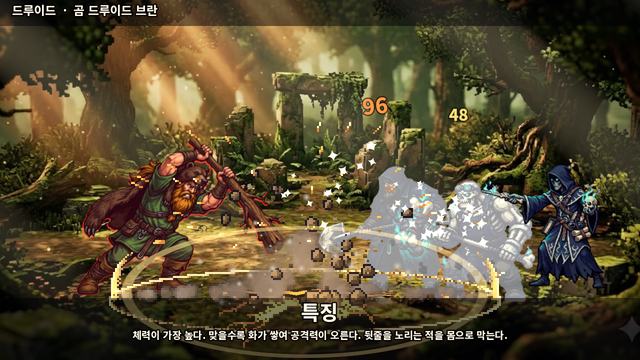 드루이드 · 곰 드루이드 브란
96
48
특징
체력이 가장 높다. 맞을수록 화가 쌓여 공격력이 오른다. 뒷줄을 노리는 적을 몸으로 막는다.